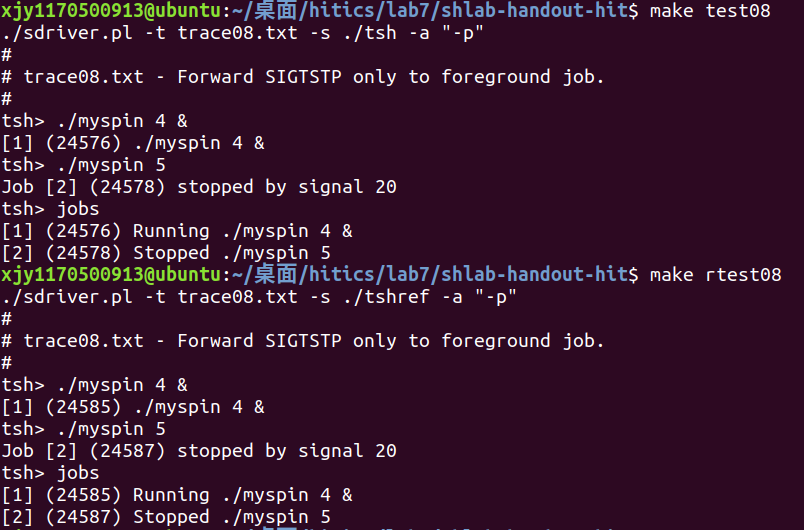 xjy1170500913@ubuntu:~/桌面/hitics/lab7/shlab-handout-hit$ make test08
./sdriver.pl -t trace08.txt -s ./tsh -a "-p"
#
# trace08.txt - Forward SIGTSTP only to foreground job.
#
tsh> ./myspin 4 &
[1] (24576) ./myspin 4 &
tsh> ./myspin 5
Job [2] (24578) stopped by signal 20
tsh> jobs
[1] (24576) Running ./myspin 4 &
[2] (24578) Stopped ./myspin 5
xjy1170500913@ubuntu:~/桌面/hitics/lab7/shlab-handout-hit$ make rtest08
./sdriver.pl -t trace08.txt -s ./tshref -a "-p"
#
# trace08.txt - Forward SIGTSTP only to foreground job.
#
tsh> ./myspin 4 &
[1] (24585) ./myspin 4 &
tsh> ./myspin 5
Job [2] (24587) stopped by signal 20
tsh> jobs
[1] (24585) Running ./myspin 4 &
[2] (24587) Stopped ./myspin 5